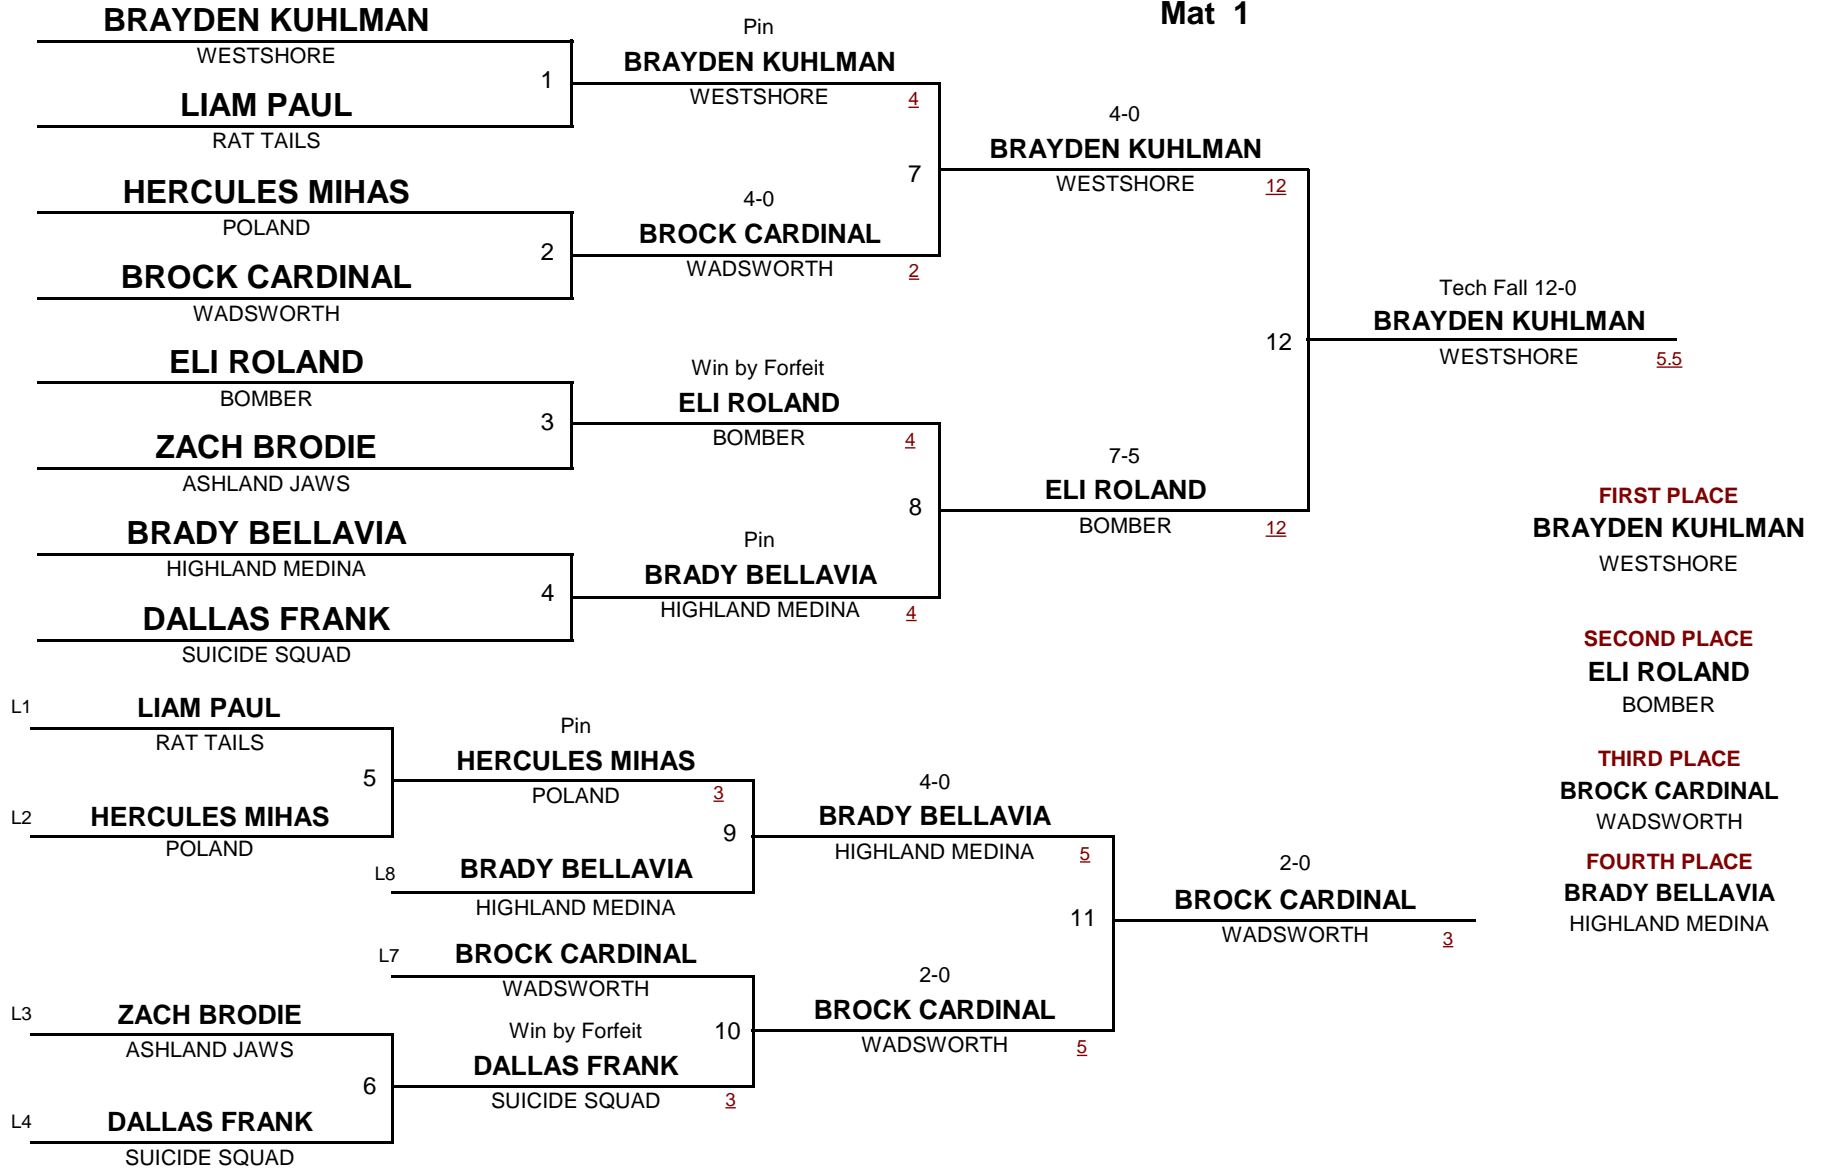 Mat 1
BRAYDEN KUHLMAN
WESTSHORE
1
LIAM PAUL
RAT TAILS
HERCULES MIHAS
POLAND
2
BROCK CARDINAL
WADSWORTH
ELI ROLAND
BOMBER
3
ZACH BRODIE
ASHLAND JAWS
BRADY BELLAVIA
HIGHLAND MEDINA
4
DALLAS FRANK
SUICIDE SQUAD
Pin
BRAYDEN KUHLMAN
WESTSHORE 4
7
4-0
BROCK CARDINAL
WADSWORTH 2
Win by Forfeit
ELI ROLAND
BOMBER 4
8
Pin
BRADY BELLAVIA
HIGHLAND MEDINA 4
4-0
BRAYDEN KUHLMAN
WESTSHORE 12
12
7-5
ELI ROLAND
BOMBER 12
Tech Fall 12-0
BRAYDEN KUHLMAN
WESTSHORE 5.5
L1 LIAM PAUL
RAT TAILS
5
L2 HERCULES MIHAS
POLAND
L3 ZACH BRODIE
ASHLAND JAWS
6
L4 DALLAS FRANK
SUICIDE SQUAD
Pin
HERCULES MIHAS
POLAND 3
9
L8 BRADY BELLAVIA
HIGHLAND MEDINA
L7 BROCK CARDINAL
WADSWORTH
10
Win by Forfeit
DALLAS FRANK
SUICIDE SQUAD 3
4-0
BRADY BELLAVIA
HIGHLAND MEDINA 5
11
2-0
BROCK CARDINAL
WADSWORTH 5
2-0
BROCK CARDINAL
WADSWORTH 3
FIRST PLACE
BRAYDEN KUHLMAN
WESTSHORE
SECOND PLACE
ELI ROLAND
BOMBER
THIRD PLACE
BROCK CARDINAL
WADSWORTH
FOURTH PLACE
BRADY BELLAVIA
HIGHLAND MEDINA